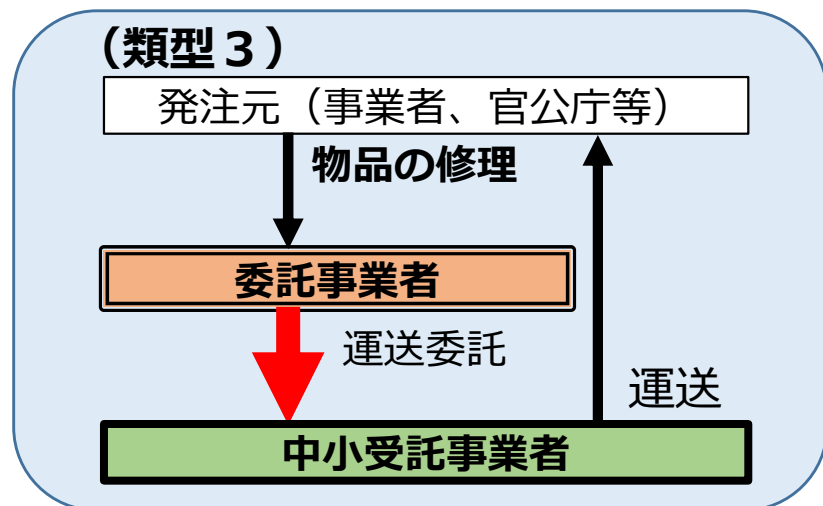 （類型３）
発注元（事業者、官公庁等）
物品の修理
委託事業者
運送委託
運送
中小受託事業者